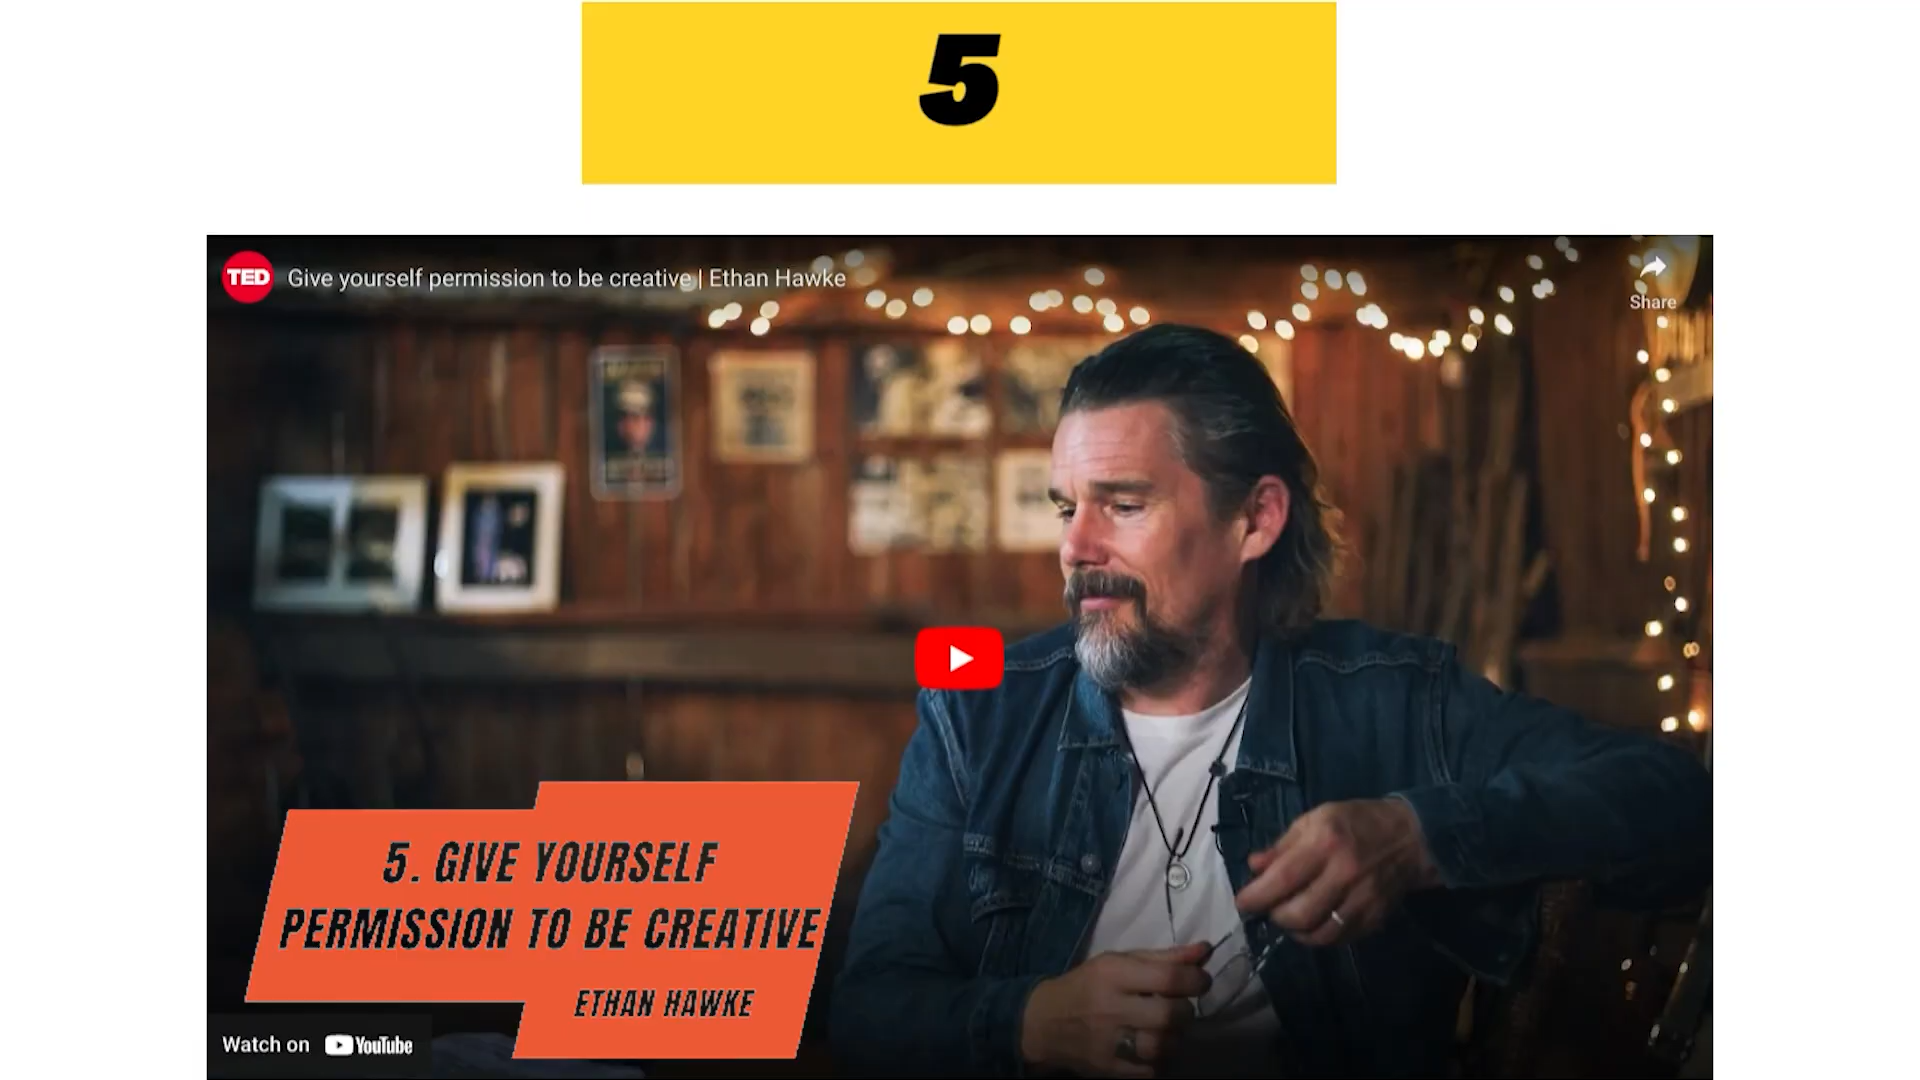 5
TED
Give yourself permission to be creative | Ethan Hawke
Share
5. GIVE YOURSELF
PERMISSION TO BE CREATIVE
ETHAN HAWKE
Watch on YouTube